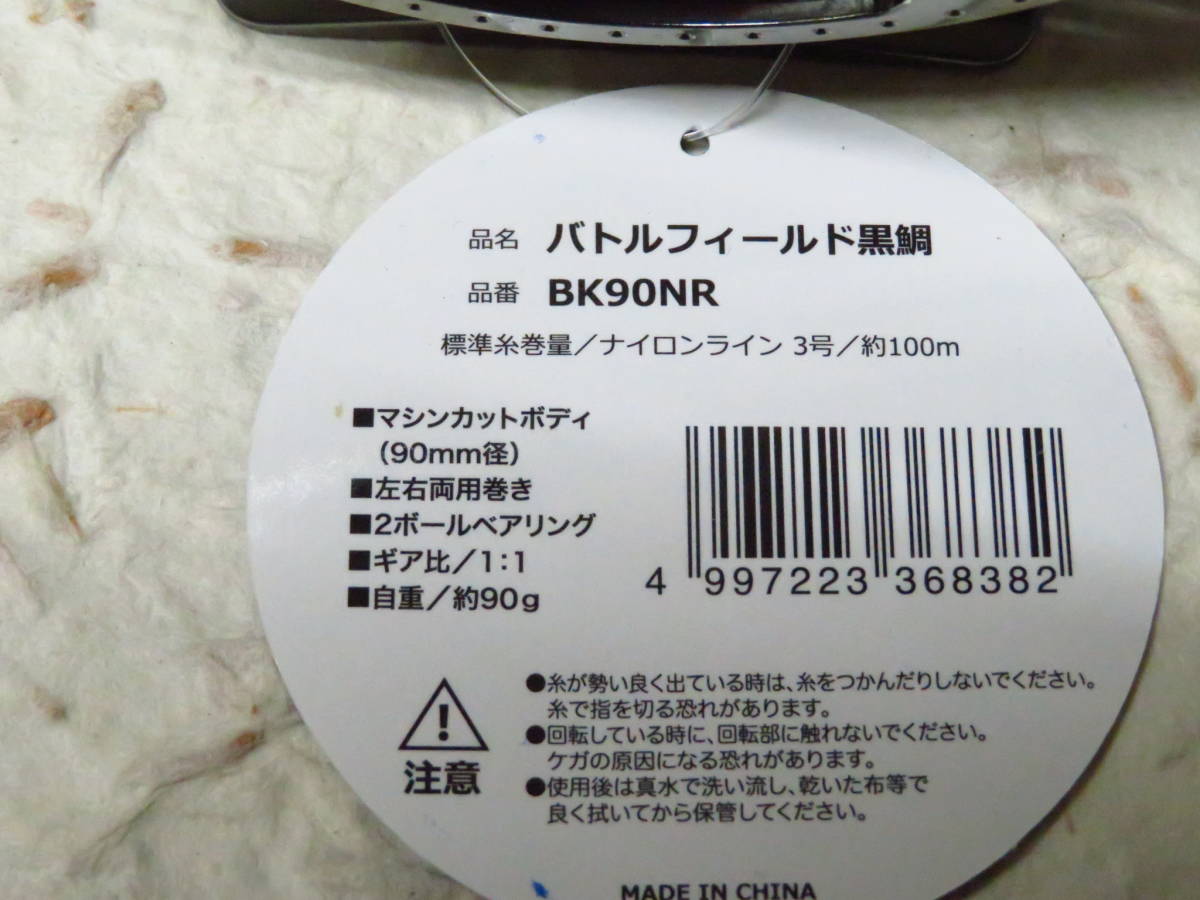 品名 バトルフィールド黒鯛
品番 BK90NR
標準糸巻量／ナイロンライン 3号／約100m
■マシンカットボディ
（90mm径）
■左右両用巻き
■2ボールベアリング
■ギア比／1：1
■自重／約90g
4 997223 368382
注意
●糸が勢い良く出ている時は、糸をつかんだりしないでください。
糸で指を切る恐れがあります。
●回転している時に、回転部に触れないでください。
ケガの原因になる恐れがあります。
●使用後は真水で洗い流し、乾いた布等で
良く拭いてから保管してください。
MADE IN CHINA